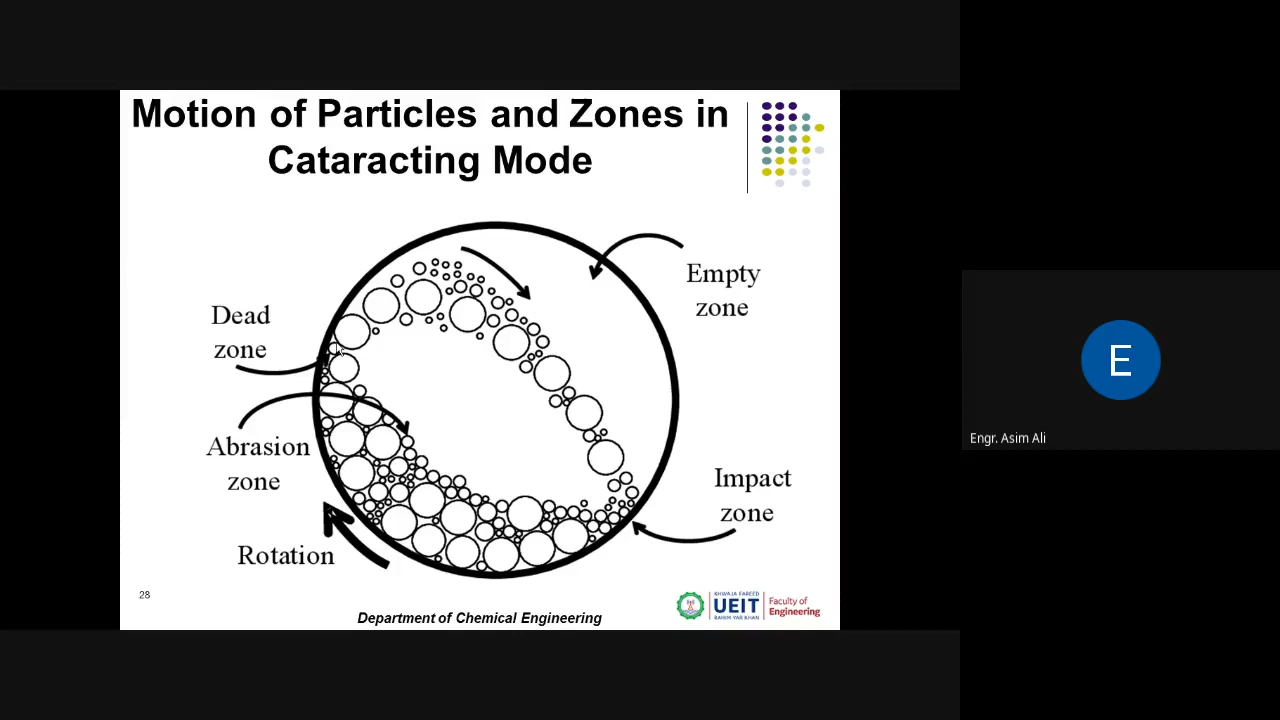 Motion of Particles and Zones in
Cataracting Mode
Empty
zone
Dead
zone
Abrasion
zone
Impact
zone
Rotation
28
Department of Chemical Engineering
KHWAJA FAREED
UEIT
RAHIM YAR KHAN
Faculty of
Engineering
E
Engr. Asim Ali